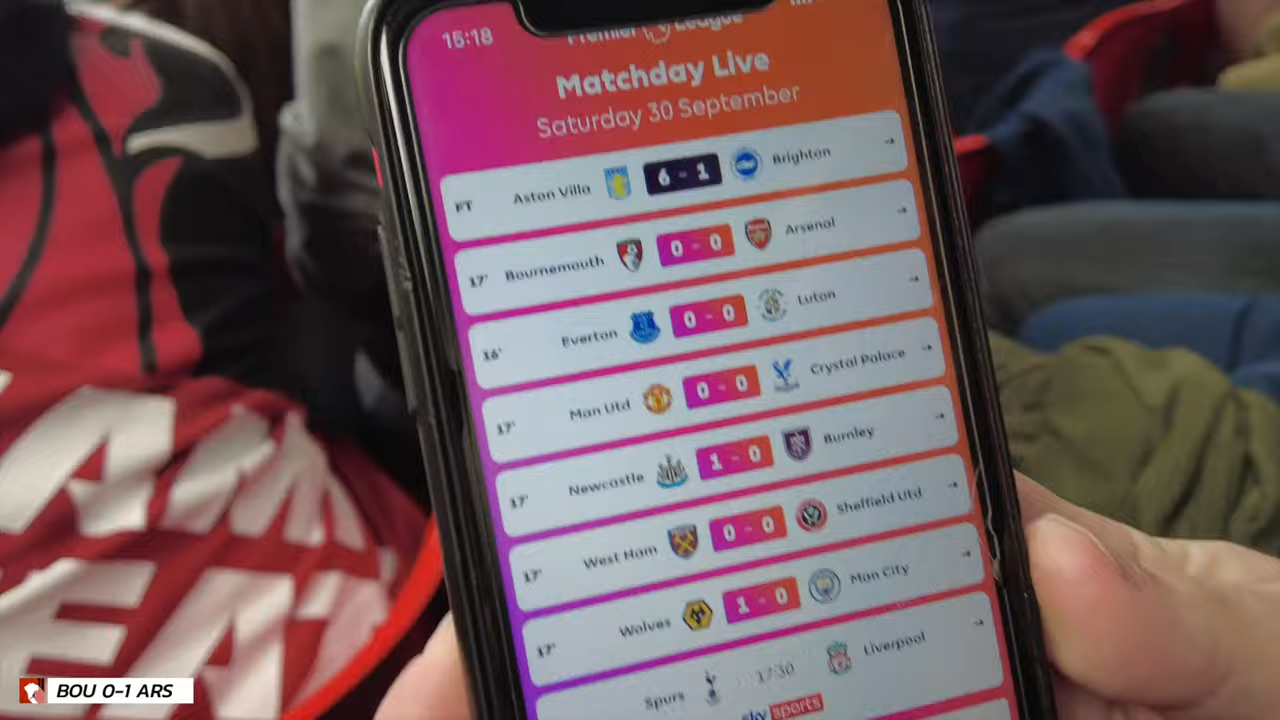 15:18
Premier League
Matchday Live
Saturday 30 September
FT Aston Villa 6 - 1 Brighton →
17' Bournemouth 0 - 0 Arsenal →
16' Everton 0 - 0 Luton →
17' Man Utd 0 - 0 Crystal Palace →
17' Newcastle 1 - 0 Burnley →
17' West Ham 0 - 0 Sheffield Utd →
17' Wolves 1 - 0 Man City →
Spurs 17:30 Liverpool →
sky sports
BOU 0-1 ARS